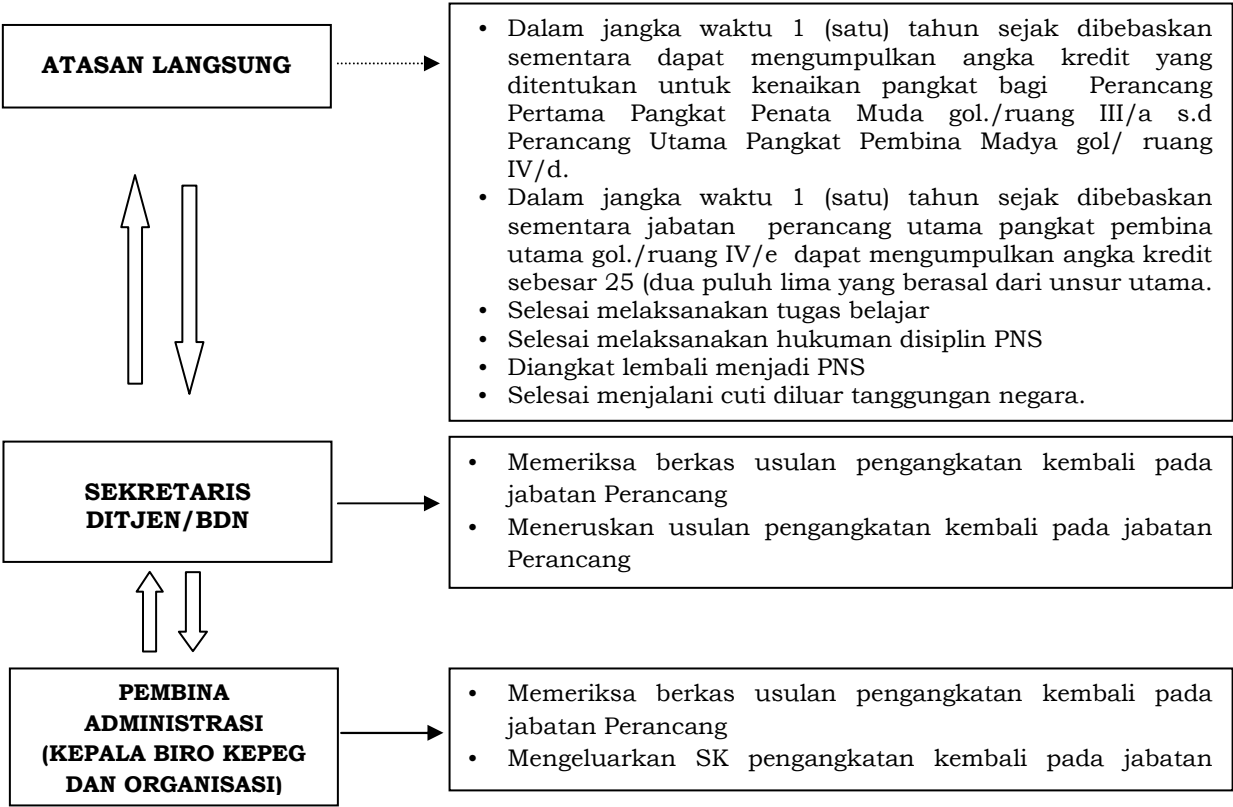 ATASAN LANGSUNG
• Dalam jangka waktu 1 (satu) tahun sejak dibebaskan
sementara dapat mengumpulkan angka kredit yang
ditentukan untuk kenaikan pangkat bagi Perancang
Pertama Pangkat Penata Muda gol./ruang III/a s.d
Perancang Utama Pangkat Pembina Madya gol/ ruang
IV/d.
• Dalam jangka waktu 1 (satu) tahun sejak dibebaskan
sementara jabatan perancang utama pangkat pembina
utama gol./ruang IV/e dapat mengumpulkan angka kredit
sebesar 25 (dua puluh lima yang berasal dari unsur utama.
• Selesai melaksanakan tugas belajar
• Selesai melaksanakan hukuman disiplin PNS
• Diangkat lembali menjadi PNS
• Selesai menjalani cuti diluar tanggungan negara.
SEKRETARIS
DITJEN/BDN
• Memeriksa berkas usulan pengangkatan kembali pada
jabatan Perancang
• Meneruskan usulan pengangkatan kembali pada jabatan
Perancang
PEMBINA
ADMINISTRASI
(KEPALA BIRO KEPEG
DAN ORGANISASI)
• Memeriksa berkas usulan pengangkatan kembali pada
jabatan Perancang
• Mengeluarkan SK pengangkatan kembali pada jabatan